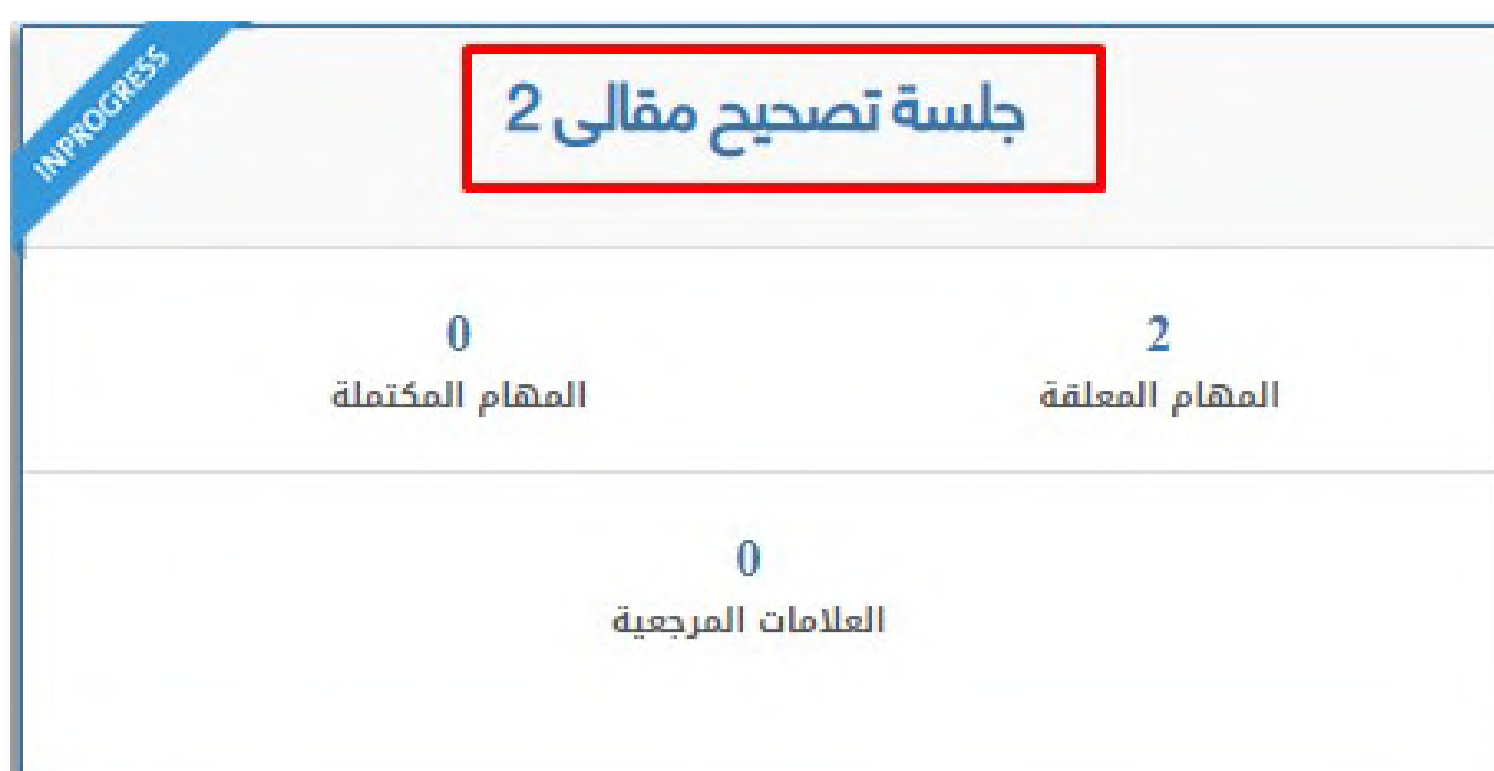 INPROGRESS
جلسة تصحيح مقالى 2
2
المهام المعلقة
0
المهام المكتملة
0
العلامات المرجعية